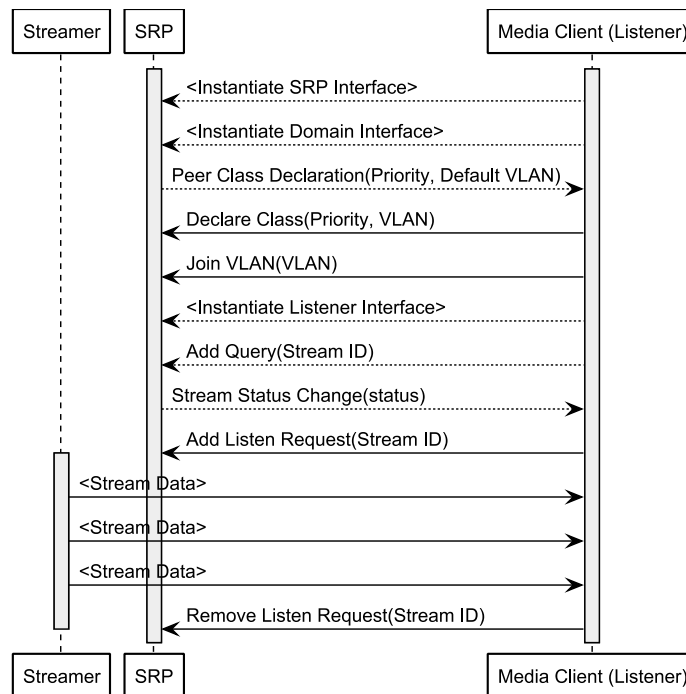 Streamer SRP Media Client (Listener)
<Instantiate SRP Interface>
<Instantiate Domain Interface>
Peer Class Declaration(Priority, Default VLAN)
Declare Class(Priority, VLAN)
Join VLAN(VLAN)
<Instantiate Listener Interface>
Add Query(Stream ID)
Stream Status Change(status)
Add Listen Request(Stream ID)
<Stream Data>
<Stream Data>
<Stream Data>
Remove Listen Request(Stream ID)
Streamer SRP Media Client (Listener)